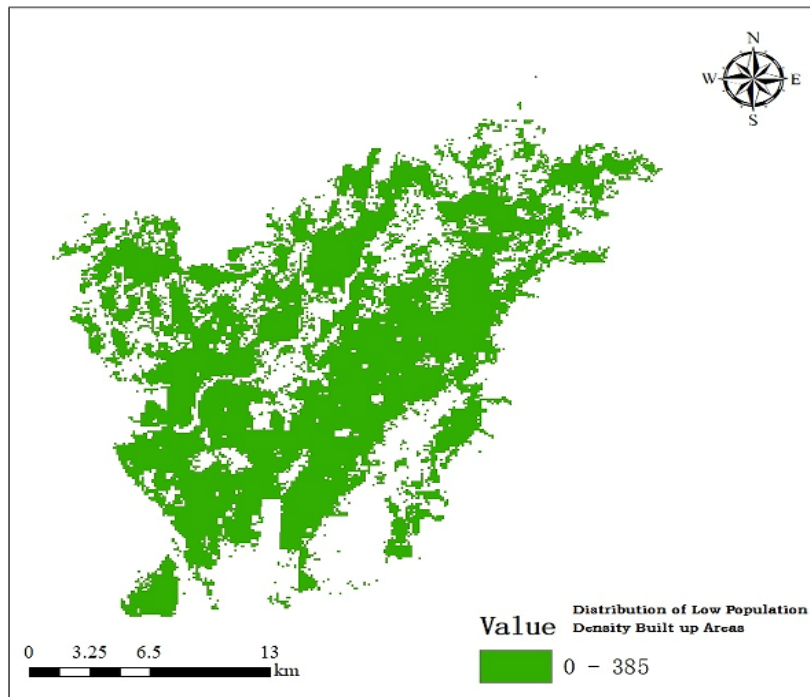 N
W E
S
Value
Distribution of Low Population
Density Built up Areas
0 - 385
0 3.25 6.5 13
km